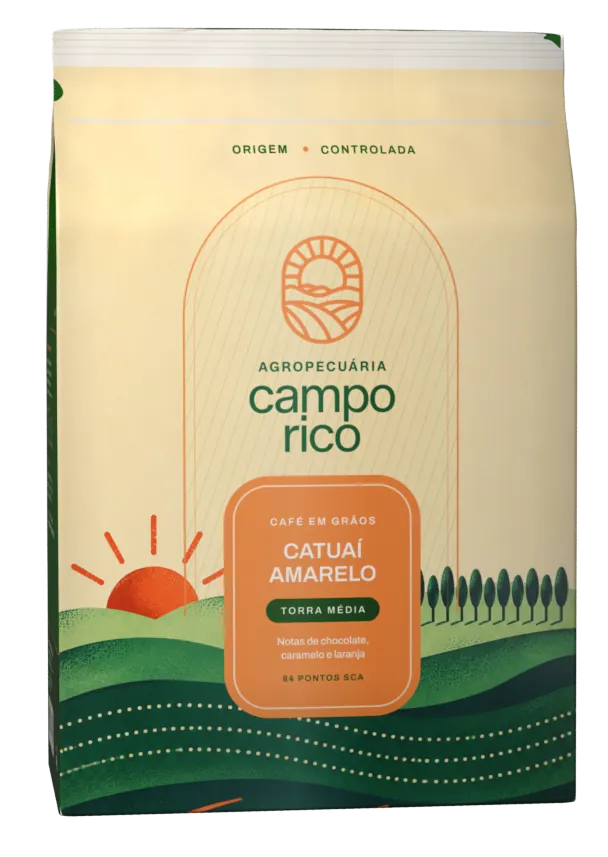 ORIGEM • CONTROLADA
AGROPECUÁRIA
campo
rico
CAFÉ EM GRÃOS
CATUAÍ
AMARELO
TORRA MÉDIA
Notas de chocolate,
caramelo e laranja
84 PONTOS SCA